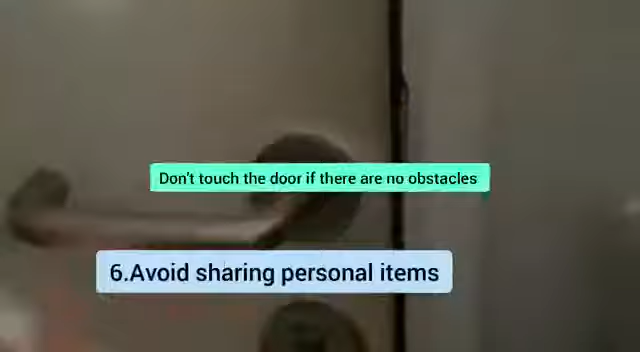 Don't touch the door if there are no obstacles
6.Avoid sharing personal items